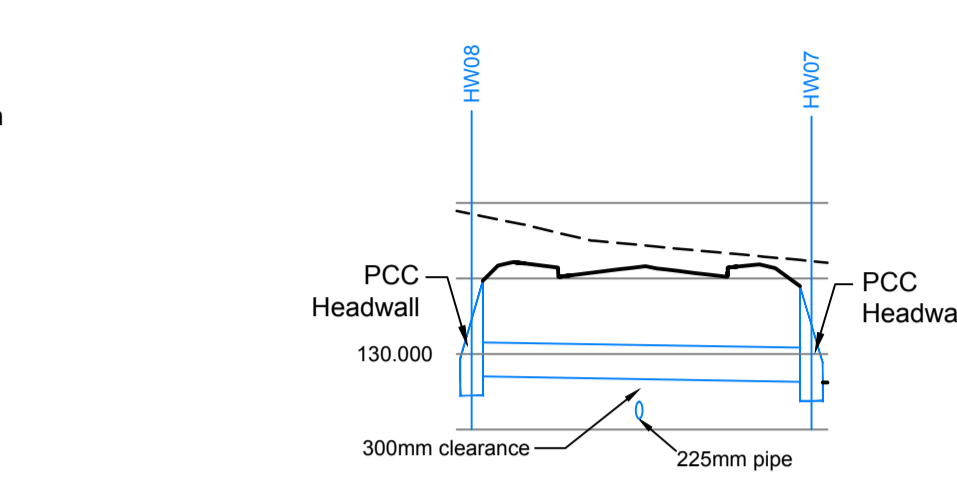 HW08
HW07
PCC
Headwall
PCC
Headwa
130.000
300mm clearance
225mm pipe